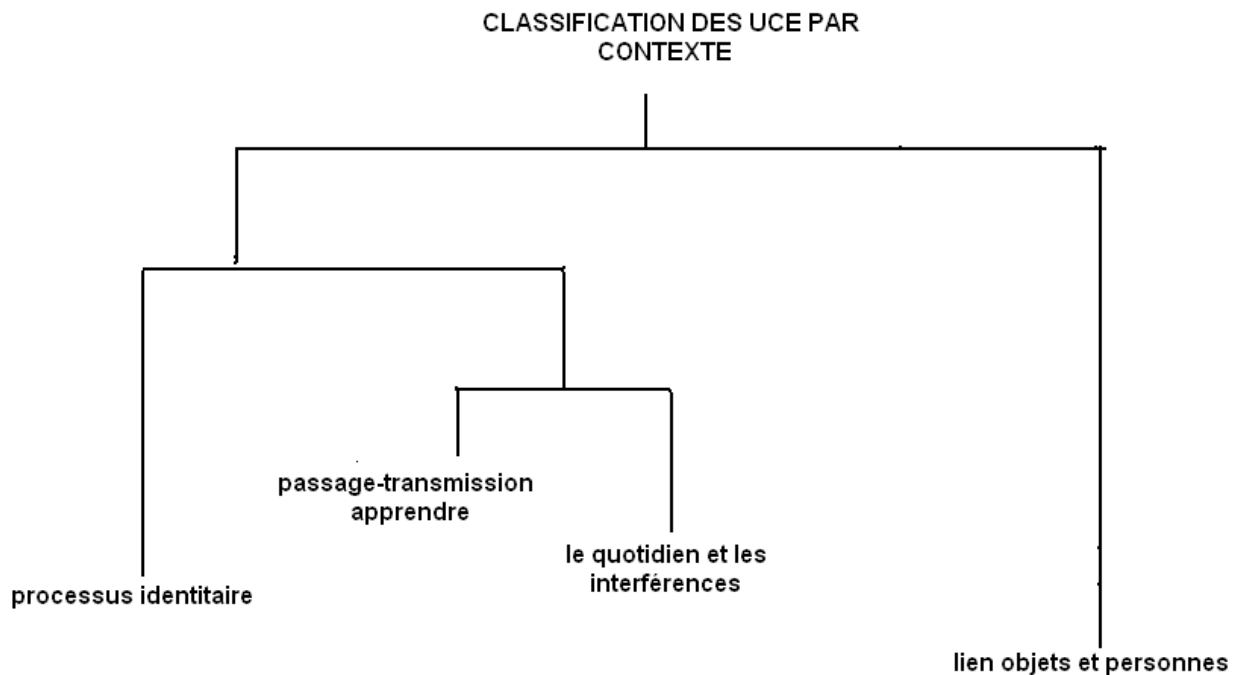 CLASSIFICATION DES UCE PAR
CONTEXTE
passage-transmission
apprendre
le quotidien et les
interférences
processus identitaire
lien objets et personnes